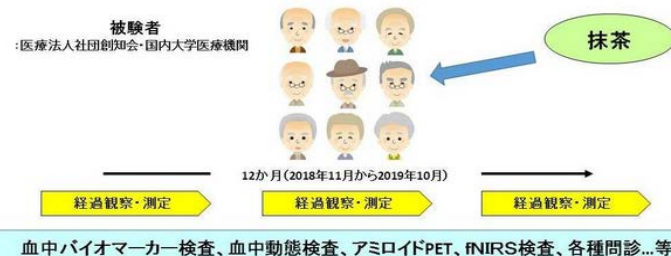 被験者
:医療法人社団創知会・国内大学医療機関
抹茶
12か月(2018年11月から2019年10月)
経過観察・測定
経過観察・測定
経過観察・測定
血中バイオマーカー検査、血中動態検査、アミロイドPET、fNIRS検査、各種問診…等